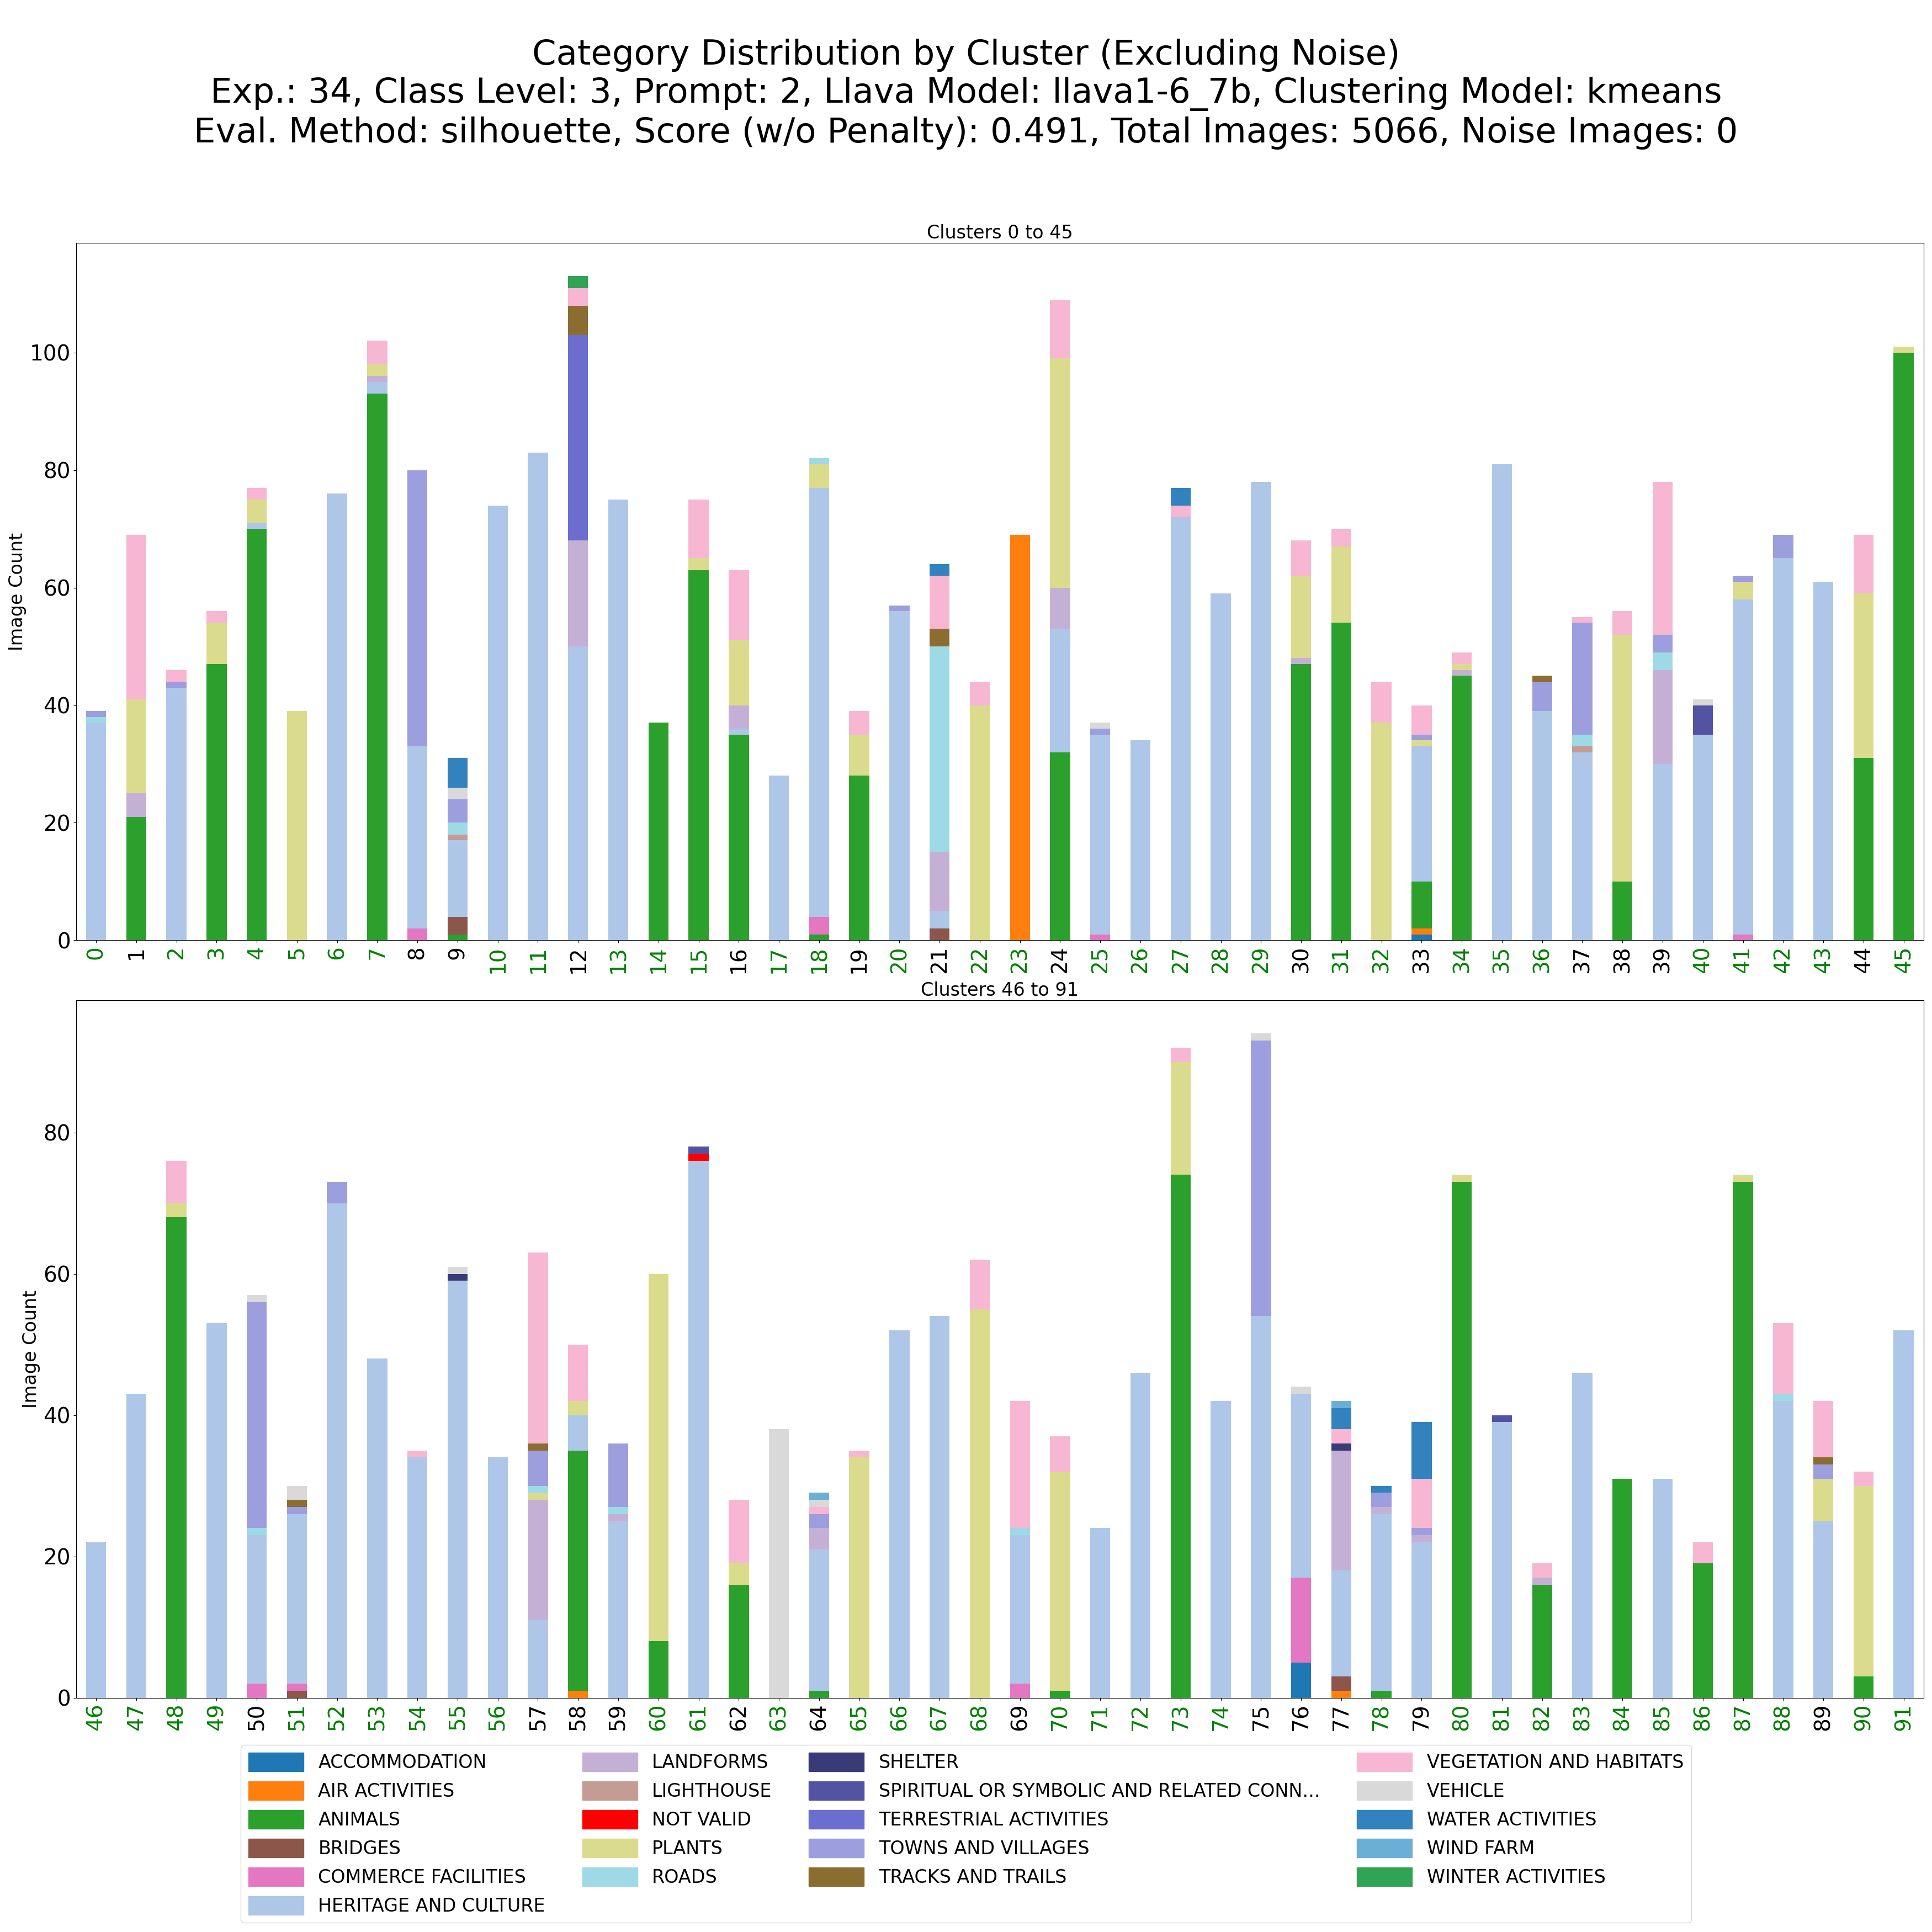 Category Distribution by Cluster (Excluding Noise)
Exp.: 34, Class Level: 3, Prompt: 2, Llava Model: llava1-6_7b, Clustering Model: kmeans
Eval. Method: silhouette, Score (w/o Penalty): 0.491, Total Images: 5066, Noise Images: 0
Clusters 0 to 45
Image Count
100
80
60
40
20
0
0 1 2 3 4 5 6 7 8 9 10 11 12 13 14 15 16 17 18 19 20 21 22 23 24 25 26 27 28 29 30 31 32 33 34 35 36 37 38 39 40 41 42 43 44 45
Clusters 46 to 91
Image Count
80
60
40
20
0
46 47 48 49 50 51 52 53 54 55 56 57 58 59 60 61 62 63 64 65 66 67 68 69 70 71 72 73 74 75 76 77 78 79 80 81 82 83 84 85 86 87 88 89 90 91
ACCOMMODATION
AIR ACTIVITIES
ANIMALS
BRIDGES
COMMERCE FACILITIES
HERITAGE AND CULTURE
LANDFORMS
LIGHTHOUSE
NOT VALID
PLANTS
ROADS
SHELTER
SPIRITUAL OR SYMBOLIC AND RELATED CONN...
TERRESTRIAL ACTIVITIES
TOWNS AND VILLAGES
TRACKS AND TRAILS
VEGETATION AND HABITATS
VEHICLE
WATER ACTIVITIES
WIND FARM
WINTER ACTIVITIES